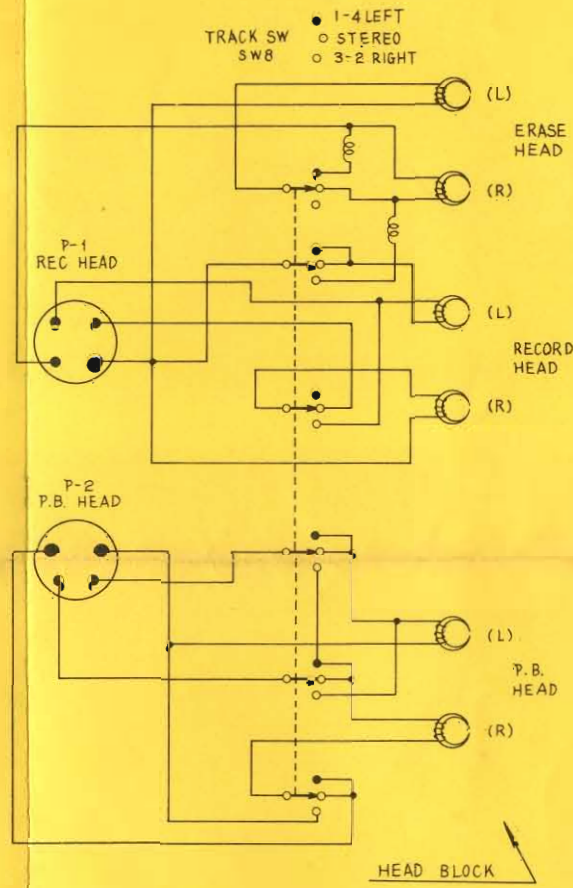 TRACK SW
SW8
1-4 LEFT
STEREO
3-2 RIGHT
(L)
ERASE
HEAD
(R)
P-1
REC HEAD
(L)
RECORD
HEAD
(R)
P-2
P.B. HEAD
(L)
P.B.
HEAD
(R)
HEAD BLOCK